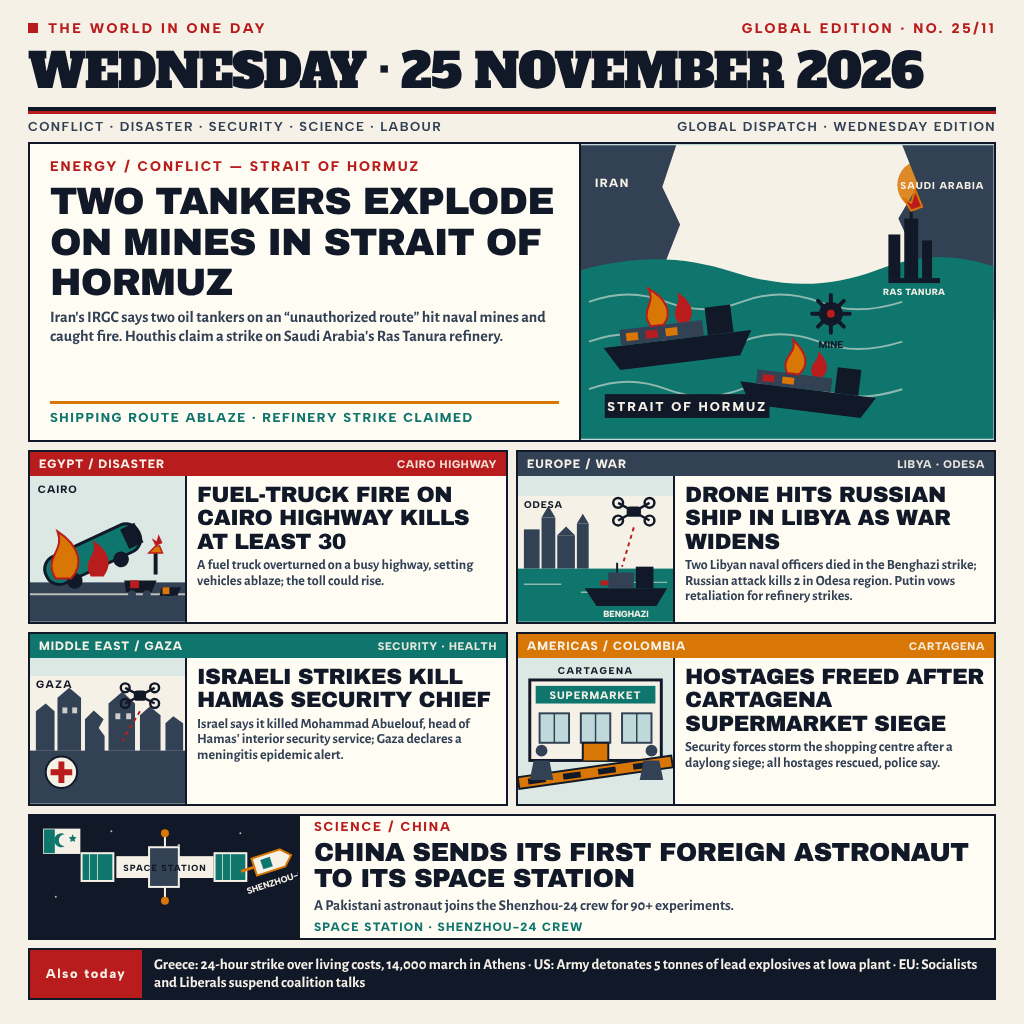 THE WORLD IN ONE DAY
GLOBAL EDITION · NO. 25/11
WEDNESDAY · 25 NOVEMBER 2026
CONFLICT · DISASTER · SECURITY · SCIENCE · LABOUR
GLOBAL DISPATCH · WEDNESDAY EDITION
ENERGY / CONFLICT — STRAIT OF HORMUZ
TWO TANKERS EXPLODE
ON MINES IN STRAIT OF
HORMUZ
Iran's IRGC says two oil tankers on an “unauthorized route” hit naval mines and
caught fire. Houthis claim a strike on Saudi Arabia's Ras Tanura refinery.
SHIPPING ROUTE ABLAZE · REFINERY STRIKE CLAIMED
IRAN
SAUDI ARABIA
RAS TANURA
MINE
STRAIT OF HORMUZ
EGYPT / DISASTER
CAIRO HIGHWAY
CAIRO
FUEL-TRUCK FIRE ON
CAIRO HIGHWAY KILLS
AT LEAST 30
A fuel truck overturned on a busy highway, setting
vehicles ablaze; the toll could rise.
EUROPE / WAR
LIBYA · ODESA
ODESA
BENGHAZI
DRONE HITS RUSSIAN
SHIP IN LIBYA AS WAR
WIDENS
Two Libyan naval officers died in the Benghazi strike;
Russian attack kills 2 in Odesa region. Putin vows
retaliation for refinery strikes.
MIDDLE EAST / GAZA
SECURITY · HEALTH
GAZA
ISRAELI STRIKES KILL
HAMAS SECURITY CHIEF
Israel says it killed Mohammad Abuelouf, head of
Hamas' interior security service; Gaza declares a
meningitis epidemic alert.
AMERICAS / COLOMBIA
CARTAGENA
CARTAGENA
SUPERMARKET
HOSTAGES FREED AFTER
CARTAGENA
SUPERMARKET SIEGE
Security forces storm the shopping centre after a
daylong siege; all hostages rescued, police say.
SPACE STATION
SHENZHOU-
SCIENCE / CHINA
CHINA SENDS ITS FIRST FOREIGN ASTRONAUT
TO ITS SPACE STATION
A Pakistani astronaut joins the Shenzhou-24 crew for 90+ experiments.
SPACE STATION · SHENZHOU-24 CREW
Also today
Greece: 24-hour strike over living costs, 14,000 march in Athens · US: Army detonates 5 tonnes of lead explosives at Iowa plant · EU: Socialists
and Liberals suspend coalition talks